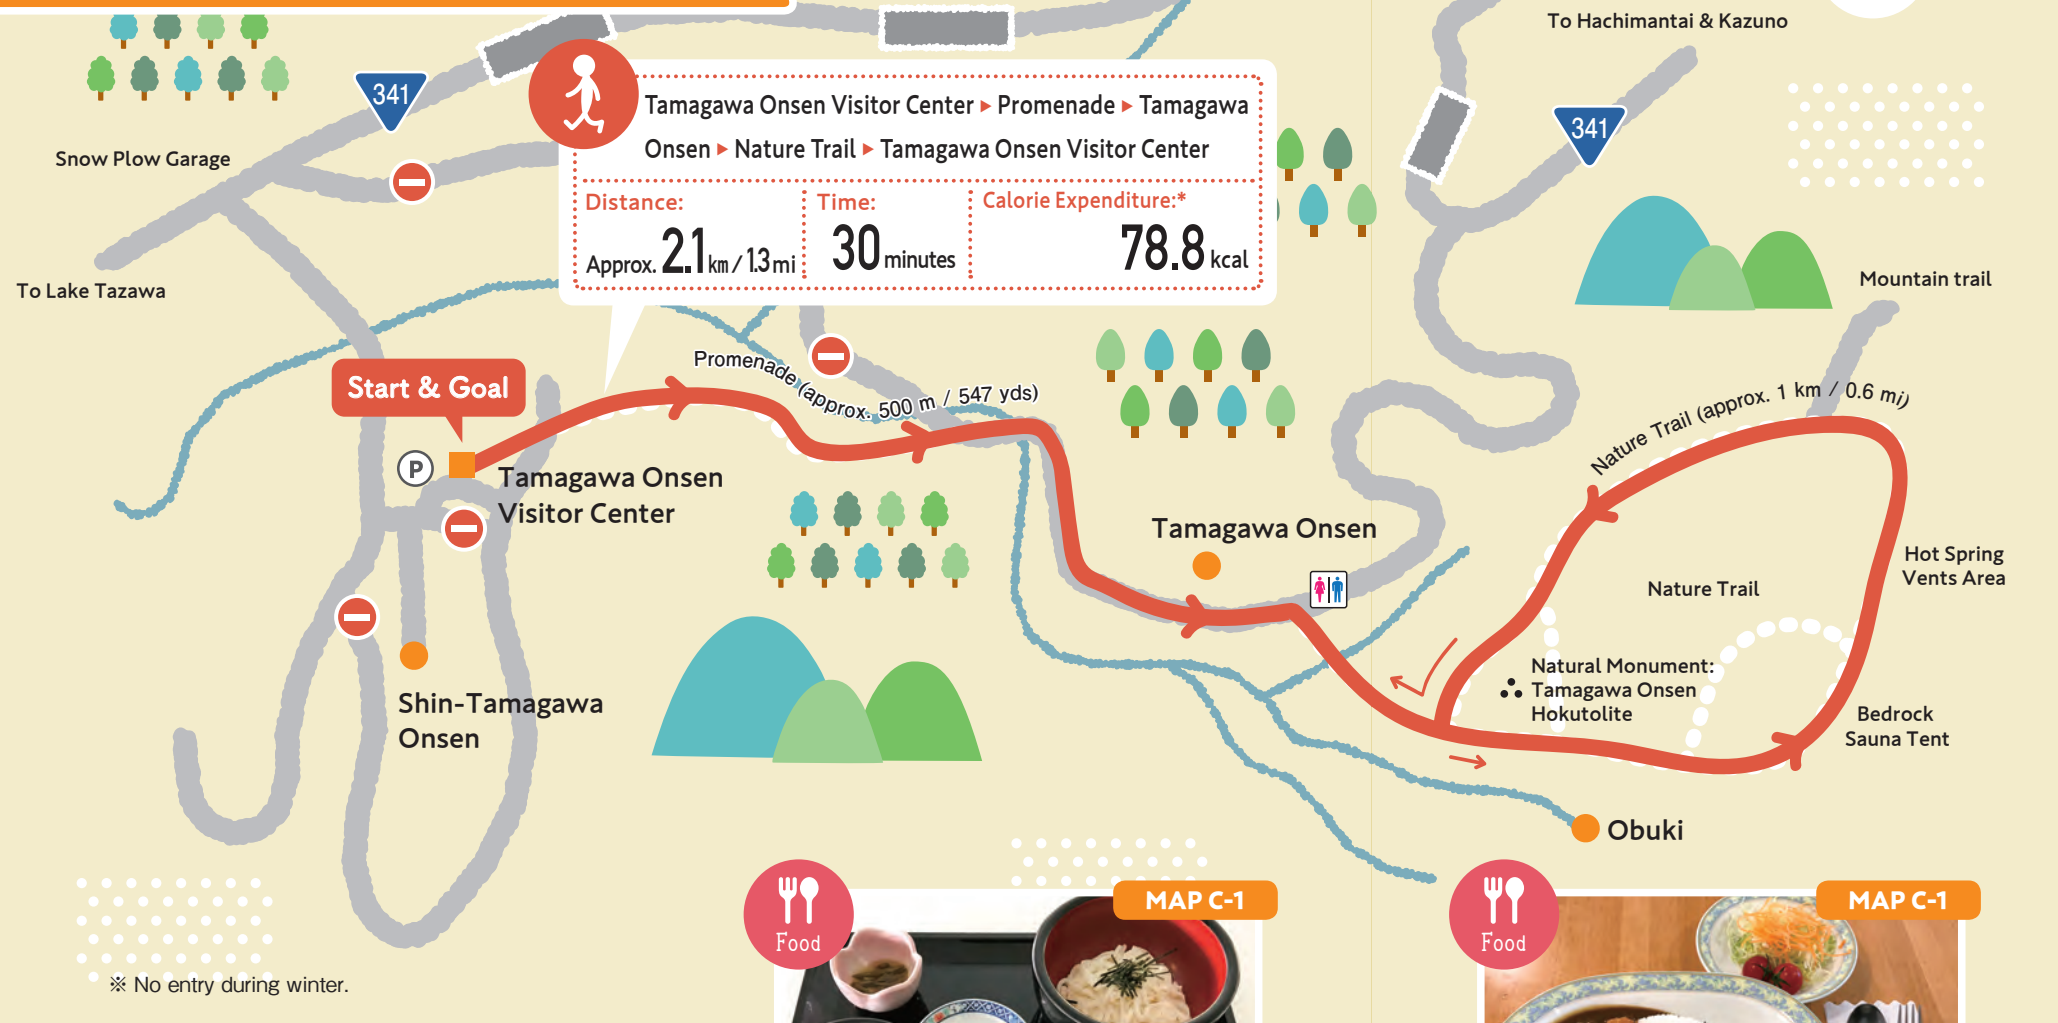 To Hachimantai & Kazuno
341
341
Tamagawa Onsen Visitor Center ▶ Promenade ▶ Tamagawa
Onsen ▶ Nature Trail ▶ Tamagawa Onsen Visitor Center
Distance:
Approx. 2.1 km / 1.3 mi
Time:
30 minutes
Calorie Expenditure:*
78.8 kcal
Snow Plow Garage
To Lake Tazawa
Mountain trail
Start & Goal
Promenade (approx. 500 m / 547 yds)
Nature Trail (approx. 1 km / 0.6 mi)
P
Tamagawa Onsen
Visitor Center
Tamagawa Onsen
Hot Spring
Vents Area
Nature Trail
Natural Monument:
Tamagawa Onsen
Hokutolite
Shin-Tamagawa
Onsen
Bedrock
Sauna Tent
Obuki
Food
MAP C-1
Food
MAP C-1
※ No entry during winter.